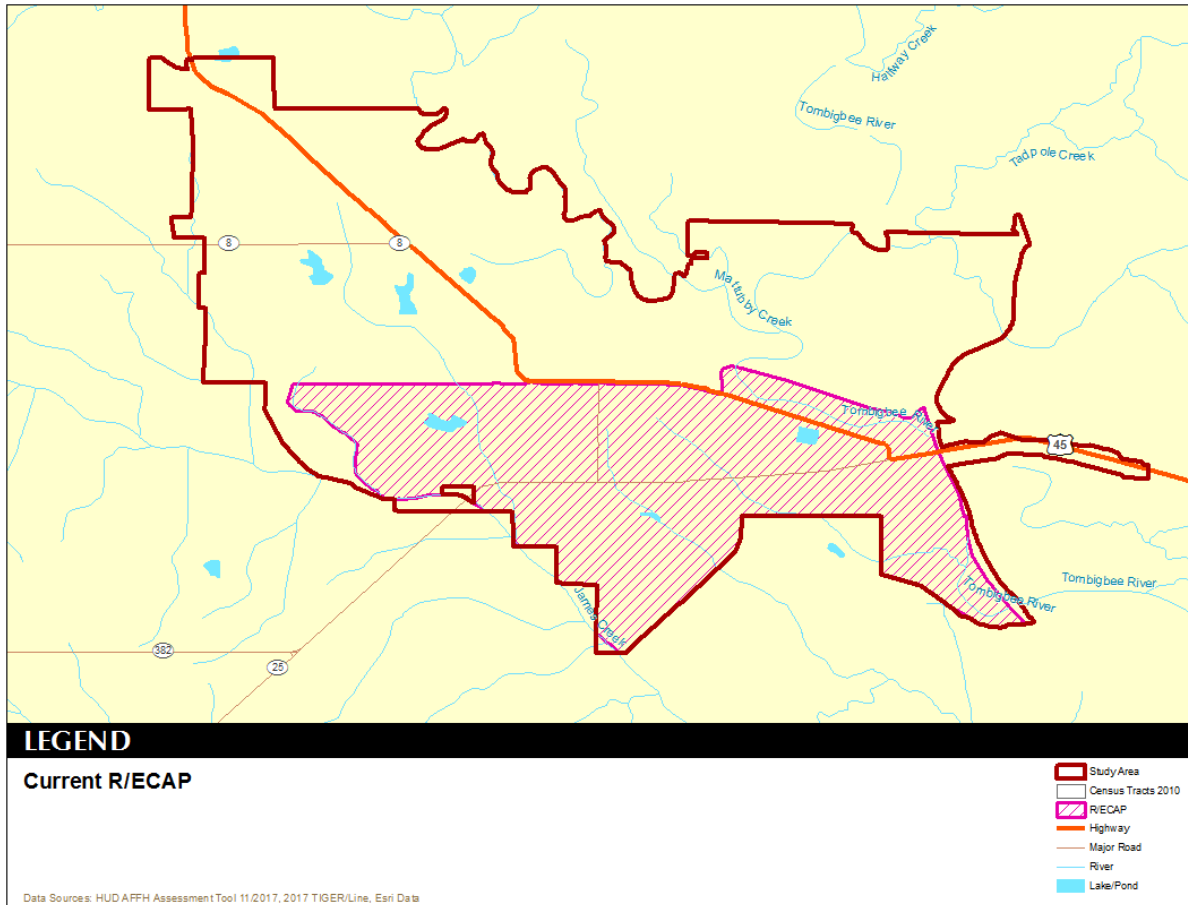 Halfway Creek
Tombigbee River
Tadpole Creek
8
8
Mattubby Creek
Tombigbee River
45
Tombigbee River
Tombigbee River
James Creek
382
25
LEGEND
Current R/ECAP
Study Area
Census Tracts 2010
R/ECAP
Highway
Major Road
River
Lake/Pond
Data Sources: HUD AFFH Assessment Tool 11/2017, 2017 TIGER/Line, Esri Data